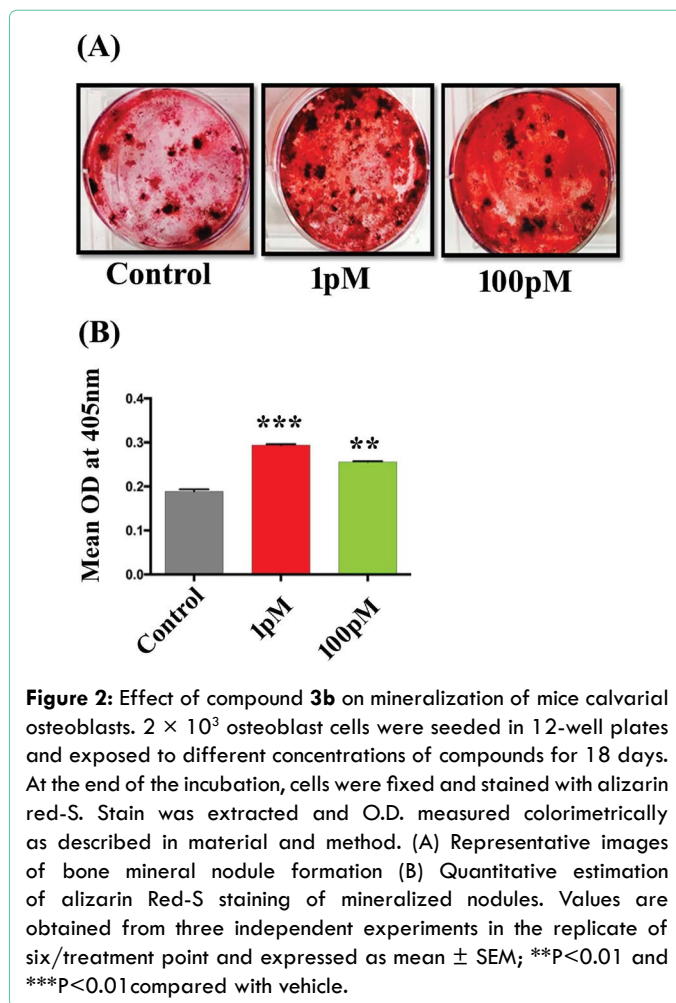 (A)
Control 1pM 100pM
(B)
Mean OD at 405nm
0.4
0.3
0.2
0.1
0.0
*** **
Control 1pM 100pM
Figure 2: Effect of compound 3b on mineralization of mice calvarial
osteoblasts. 2 × 10³ osteoblast cells were seeded in 12-well plates
and exposed to different concentrations of compounds for 18 days.
At the end of the incubation, cells were fixed and stained with alizarin
red-S. Stain was extracted and O.D. measured colorimetrically
as described in material and method. (A) Representative images
of bone mineral nodule formation (B) Quantitative estimation
of alizarin Red-S staining of mineralized nodules. Values are
obtained from three independent experiments in the replicate of
six/treatment point and expressed as mean ± SEM; **P<0.01 and
***P<0.01compared with vehicle.